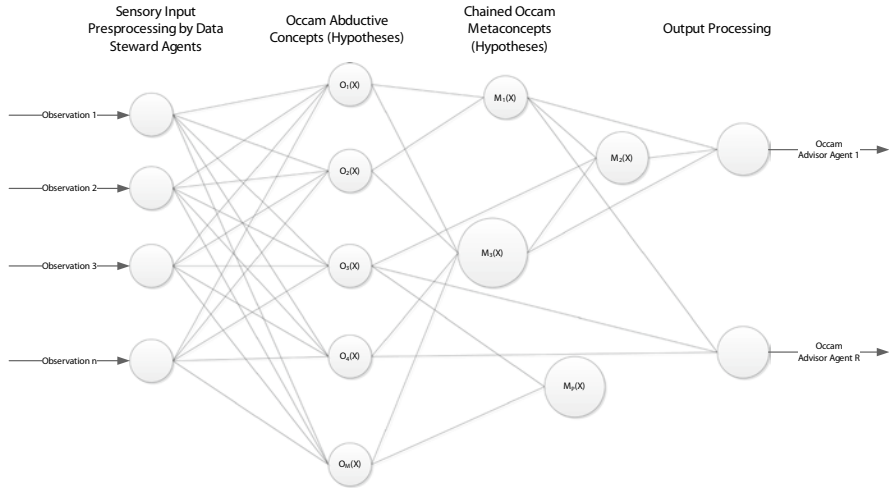 Sensory Input
Presprocessing by Data
Steward Agents
Occam Abductive
Concepts (Hypotheses)
Chained Occam
Metaconcepts
(Hypotheses)
Output Processing
Observation 1
Observation 2
Observation 3
Observation n
O₁(X)
O₂(X)
O₃(X)
O₄(X)
Oₘ(X)
M₁(X)
M₂(X)
M₃(X)
Mₚ(X)
Occam
Advisor Agent 1
Occam
Advisor Agent R